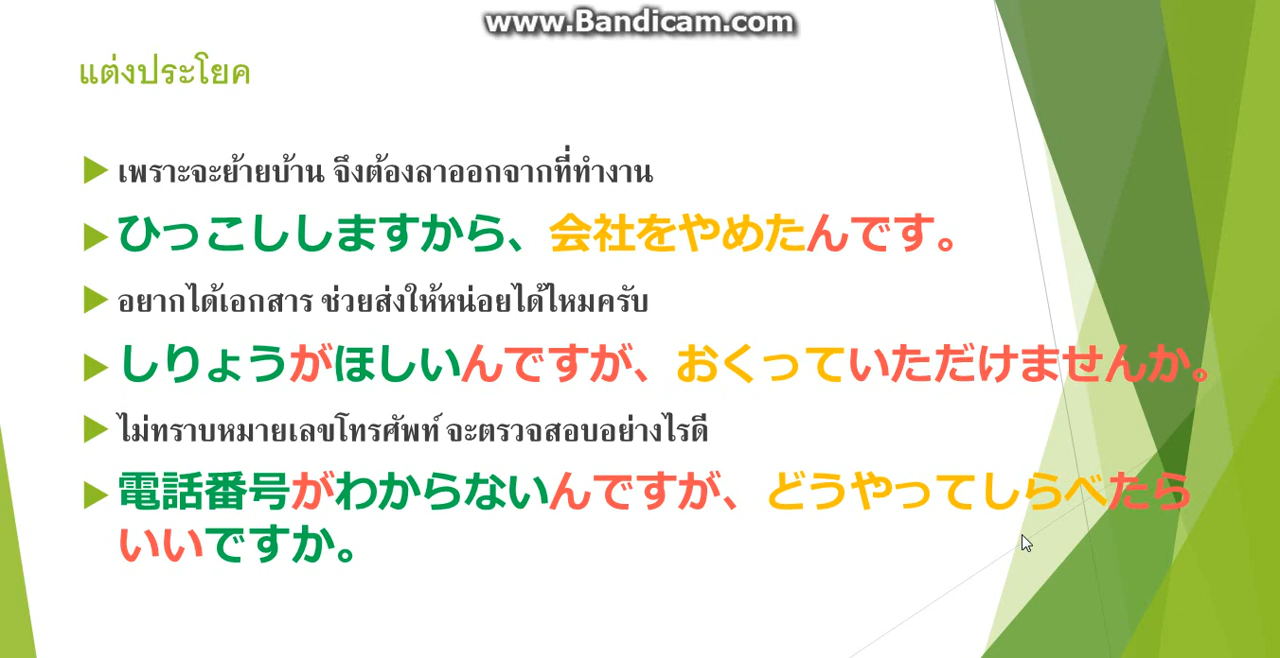 www.Bandicam.com
แต่งประโยค
เพราะจะย้ายบ้าน จึงต้องลาออกจากที่ทำงาน
ひっこししますから、会社をやめたんです。
อยากได้เอกสาร ช่วยส่งให้หน่อยได้ไหมครับ
しりょうがほしいんですが、おくっていただけませんか。
ไม่ทราบหมายเลขโทรศัพท์ จะตรวจสอบอย่างไรดี
電話番号がわからないんですが、どうやってしらべたら
いいですか。